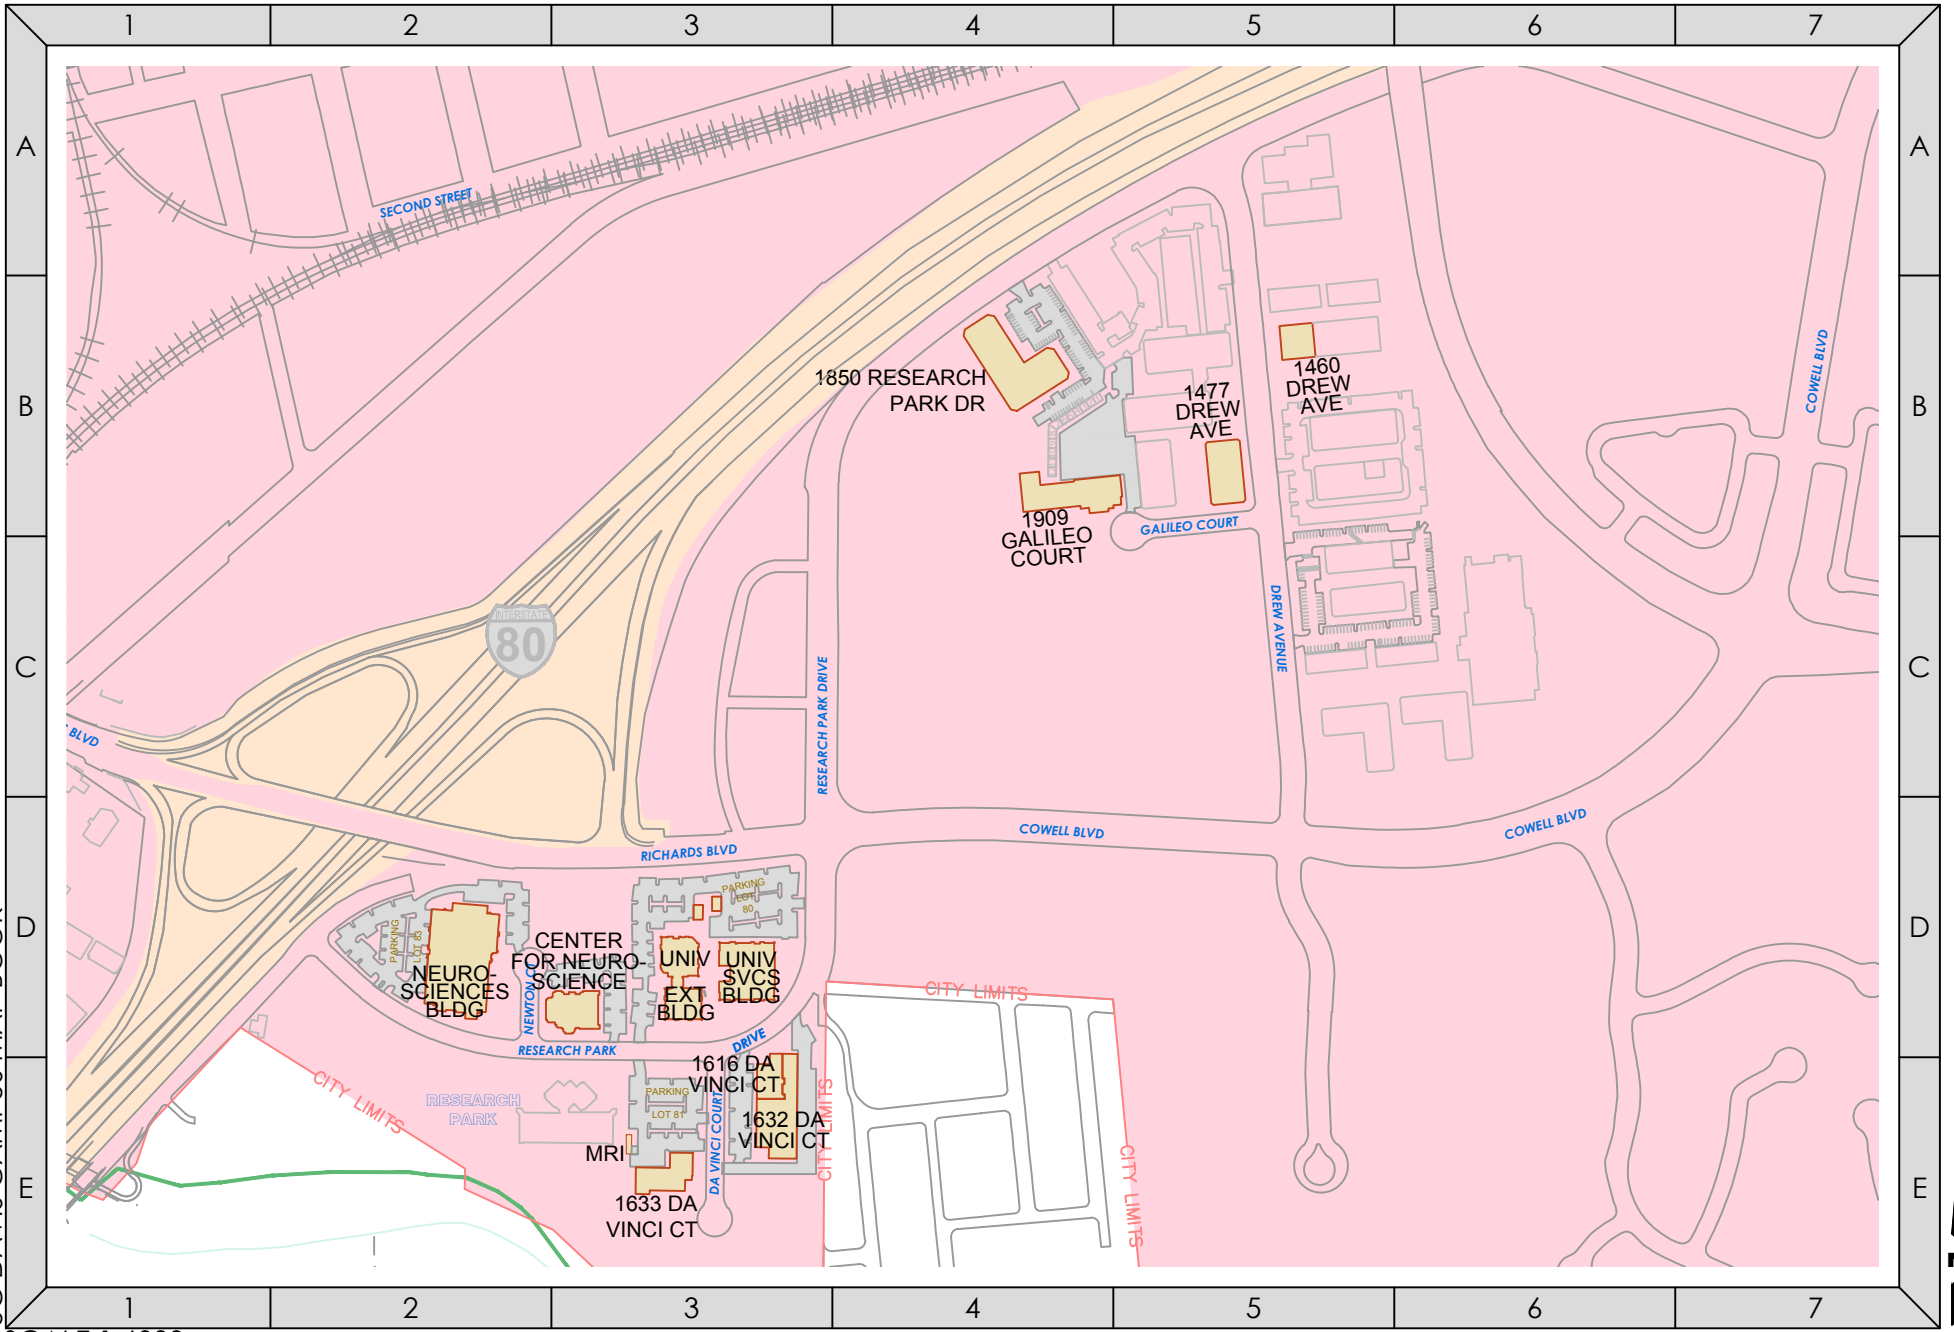 1 2 3 4 5 6 7
A A
SECOND STREET
B B
COWELL BLVD
1850 RESEARCH
PARK DR
1477
DREW
AVE
1460
DREW
AVE
1909
GALILEO
COURT
GALILEO COURT
C C
INTERSTATE
80
DREW AVENUE
RESEARCH PARK DRIVE
BLVD
COWELL BLVD
COWELL BLVD
RICHARDS BLVD
D D
PARKING
LOT 83
PARKING
LOT
80
NEURO-
SCIENCES
BLDG
NEWTON CT
CENTER
FOR NEURO-
SCIENCE
UNIV
EXT
BLDG
UNIV
SVCS
BLDG
RESEARCH PARK
DRIVE
CITY LIMITS
CITY LIMITS
CITY LIMITS
CITY LIMITS
RESEARCH
PARK
PARKING
LOT 81
1616 DA
VINCI CT
1632 DA
VINCI CT
DA VINCI COURT
MRI
1633 DA
VINCI CT
E E
1 2 3 4 5 6 7